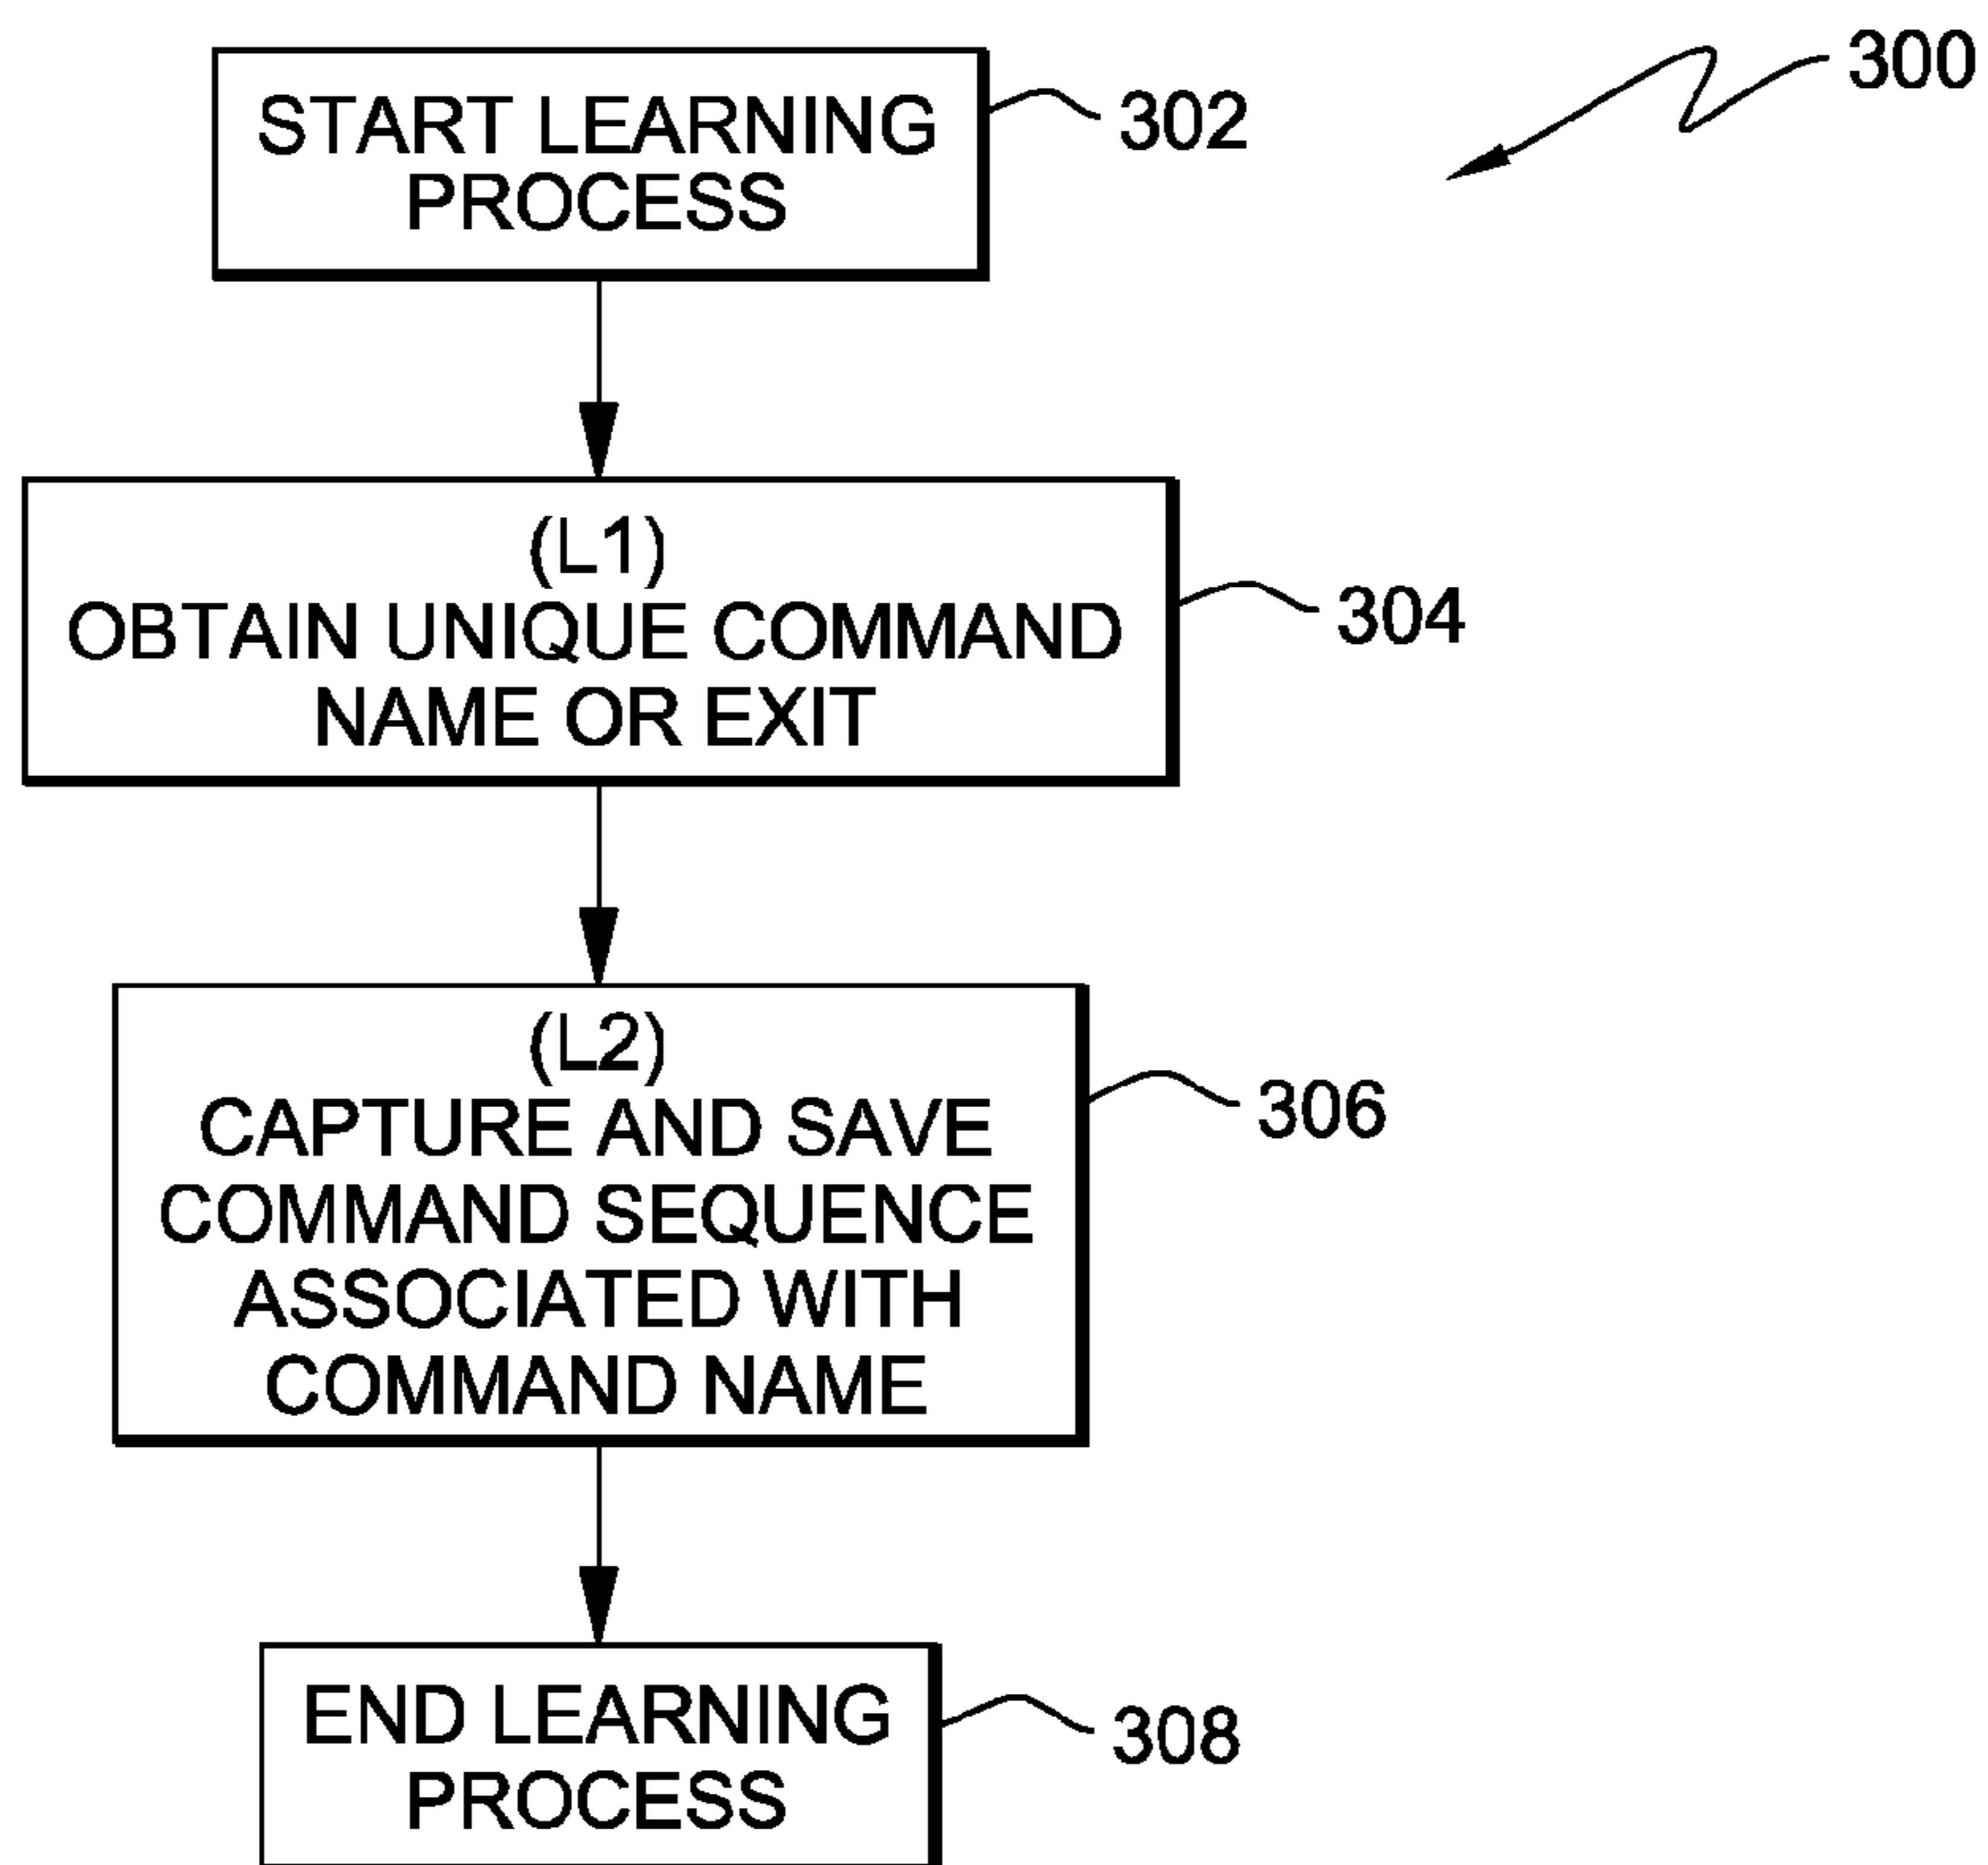 300
START LEARNING
PROCESS
302
(L1)
OBTAIN UNIQUE COMMAND
NAME OR EXIT
304
(L2)
CAPTURE AND SAVE
COMMAND SEQUENCE
ASSOCIATED WITH
COMMAND NAME
306
END LEARNING
PROCESS
308